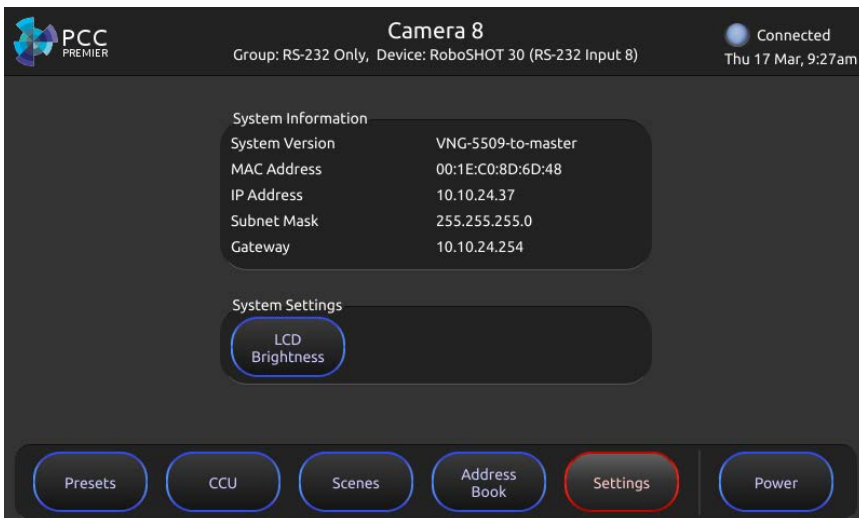 PCC
PREMIER
Camera 8
Group: RS-232 Only, Device: RoboSHOT 30 (RS-232 Input 8)
Connected
Thu 17 Mar, 9:27am
System Information
System Version VNG-5509-to-master
MAC Address 00:1E:C0:8D:6D:48
IP Address 10.10.24.37
Subnet Mask 255.255.255.0
Gateway 10.10.24.254
System Settings
LCD
Brightness
Presets
CCU
Scenes
Address
Book
Settings
Power